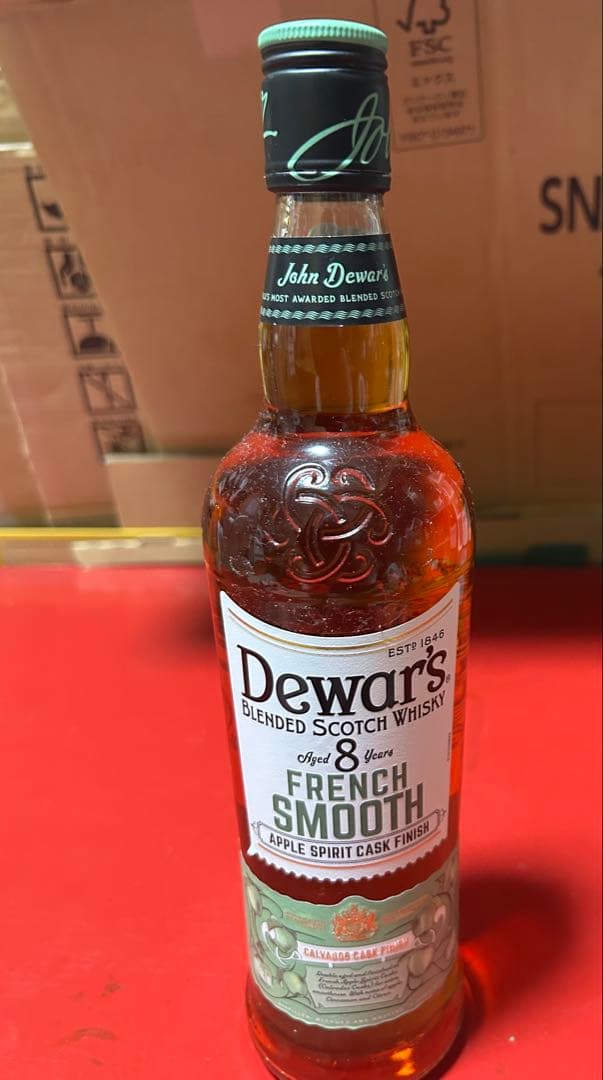 FSC
SN
John Dewar's
MOST AWARDED BLENDED SCOTC
ESTD 1846
Dewar's
BLENDED SCOTCH WHISKY
Aged 8 Years
FRENCH
SMOOTH
APPLE SPIRIT CASK FINISH
CALVADOS CASK FINISH